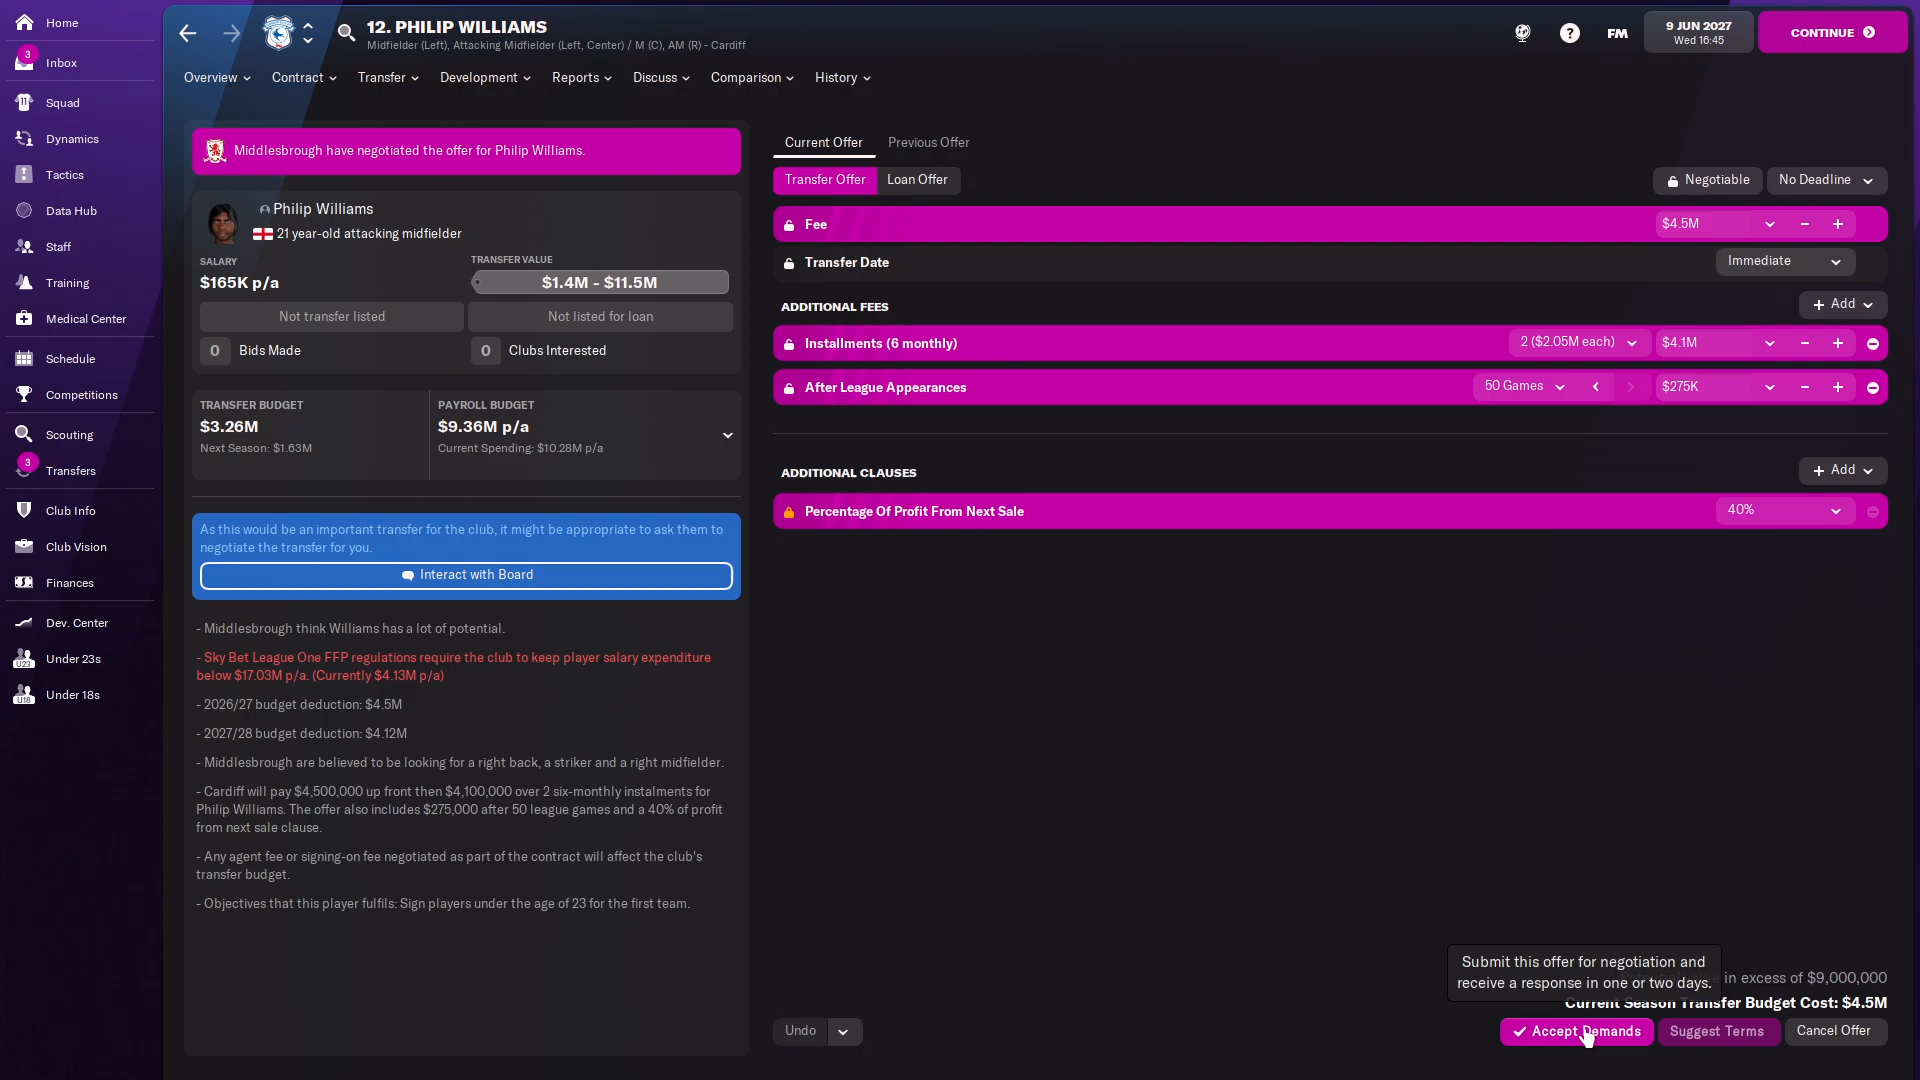 Home
3
Inbox
Squad
Dynamics
Tactics
Data Hub
Staff
Training
Medical Center
Schedule
Competitions
Scouting
3
Transfers
Club Info
Club Vision
Finances
Dev. Center
U23
Under 23s
U18
Under 18s
12. PHILIP WILLIAMS
Midfielder (Left), Attacking Midfielder (Left, Center) / M (C), AM (R) - Cardiff
FM
9 JUN 2027
Wed 16:45
CONTINUE
Overview
Contract
Transfer
Development
Reports
Discuss
Comparison
History
Middlesbrough have negotiated the offer for Philip Williams.
Philip Williams
21 year-old attacking midfielder
SALARY
$165K p/a
TRANSFER VALUE
$1.4M - $11.5M
Not transfer listed
Not listed for loan
0 Bids Made
0 Clubs Interested
TRANSFER BUDGET
$3.26M
Next Season: $1.63M
PAYROLL BUDGET
$9.36M p/a
Current Spending: $10.28M p/a
As this would be an important transfer for the club, it might be appropriate to ask them to
negotiate the transfer for you.
Interact with Board
- Middlesbrough think Williams has a lot of potential.
- Sky Bet League One FFP regulations require the club to keep player salary expenditure
below $17.03M p/a. (Currently $4.13M p/a)
- 2026/27 budget deduction: $4.5M
- 2027/28 budget deduction: $4.12M
- Middlesbrough are believed to be looking for a right back, a striker and a right midfielder.
- Cardiff will pay $4,500,000 up front then $4,100,000 over 2 six-monthly instalments for
Philip Williams. The offer also includes $275,000 after 50 league games and a 40% of profit
from next sale clause.
- Any agent fee or signing-on fee negotiated as part of the contract will affect the club's
transfer budget.
- Objectives that this player fulfils: Sign players under the age of 23 for the first team.
Current Offer
Previous Offer
Transfer Offer
Loan Offer
Negotiable
No Deadline
Fee
$4.5M
Transfer Date
Immediate
ADDITIONAL FEES
+ Add
Installments (6 monthly)
2 ($2.05M each)
$4.1M
After League Appearances
50 Games
$275K
ADDITIONAL CLAUSES
+ Add
Percentage Of Profit From Next Sale
40%
Submit this offer for negotiation and
receive a response in one or two days.
in excess of $9,000,000
Current Season Transfer Budget Cost: $4.5M
Undo
Accept Demands
Suggest Terms
Cancel Offer